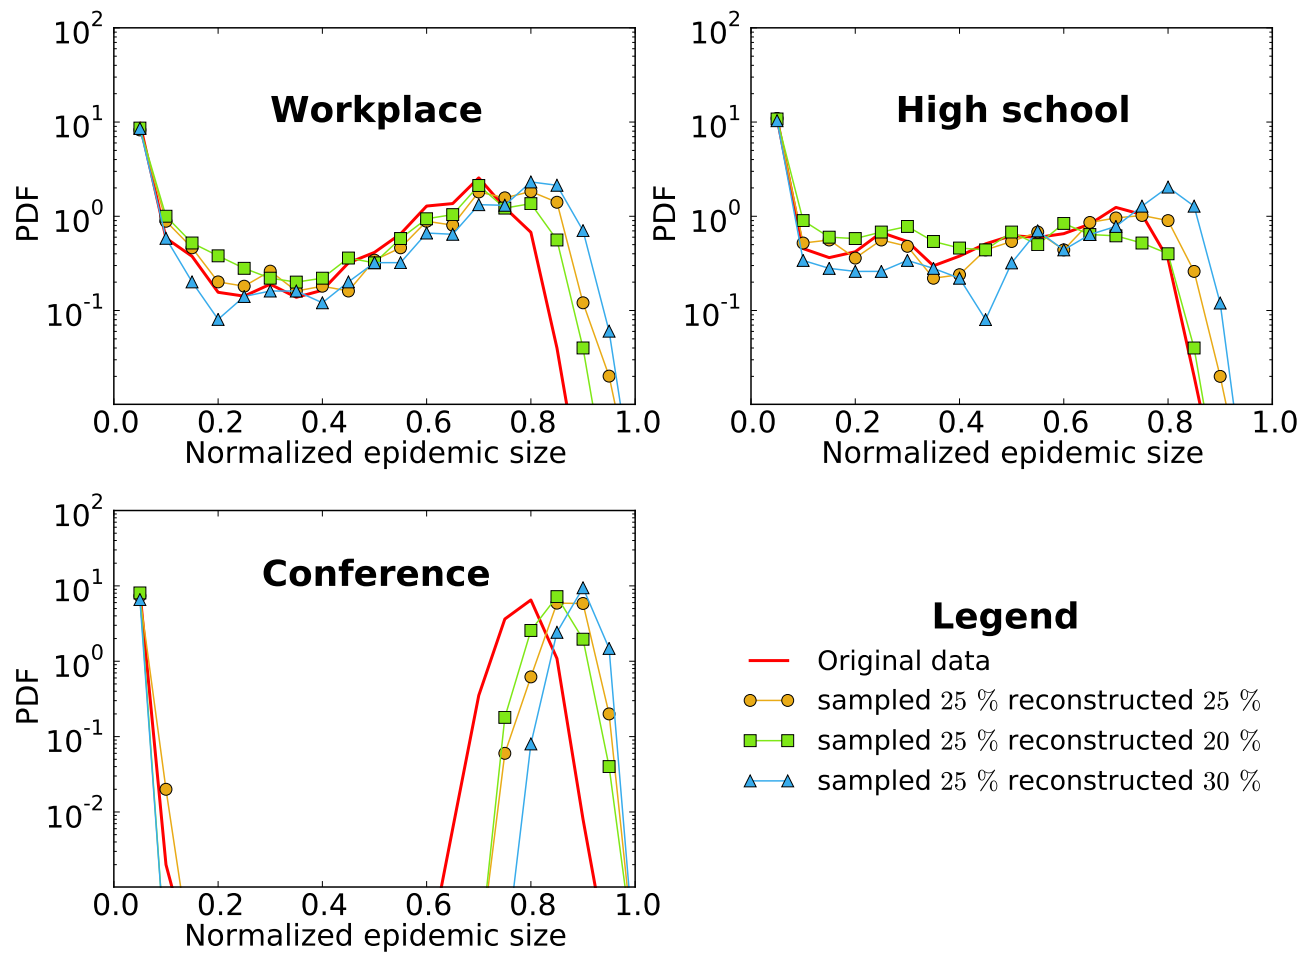 Workplace
PDF
10^2
10^1
10^0
10^-1
0.0 0.2 0.4 0.6 0.8 1.0
Normalized epidemic size
High school
PDF
10^2
10^1
10^0
10^-1
0.0 0.2 0.4 0.6 0.8 1.0
Normalized epidemic size
Conference
PDF
10^2
10^1
10^0
10^-1
10^-2
0.0 0.2 0.4 0.6 0.8 1.0
Normalized epidemic size
Legend
Original data
sampled 25 % reconstructed 25 %
sampled 25 % reconstructed 20 %
sampled 25 % reconstructed 30 %